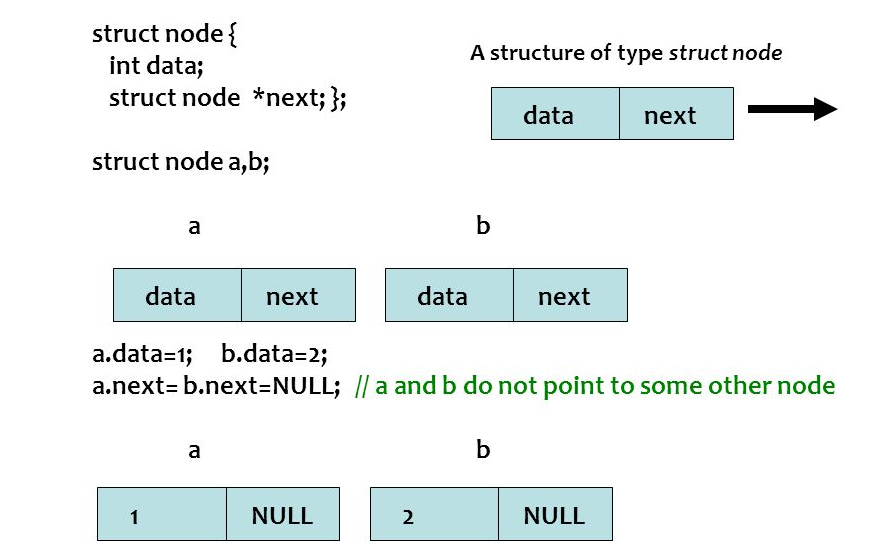 struct node {
A structure of type struct node
int data;
struct node *next; };
data next
struct node a,b;
a b
data next data next
a.data=1; b.data=2;
a.next= b.next=NULL; // a and b do not point to some other node
a b
1 NULL 2 NULL